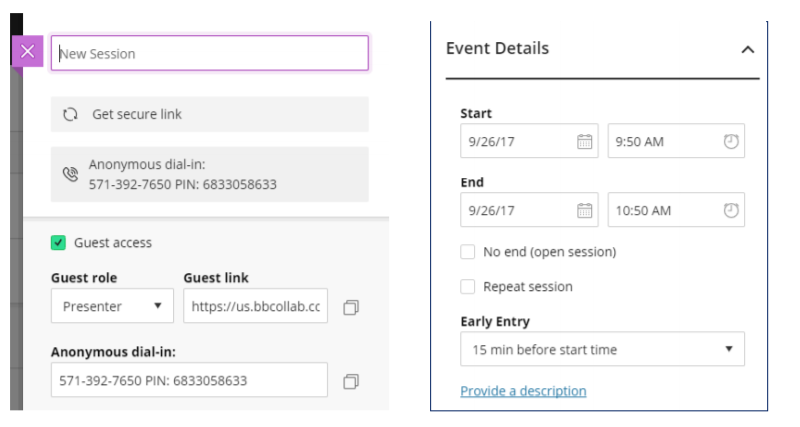 New Session
Get secure link
Anonymous dial-in:
571-392-7650 PIN: 6833058633
Guest access
Guest role
Guest link
Presenter
https://us.bbcollab.cc
Anonymous dial-in:
571-392-7650 PIN: 6833058633
Event Details
Start
9/26/17
9:50 AM
End
9/26/17
10:50 AM
No end (open session)
Repeat session
Early Entry
15 min before start time
Provide a description